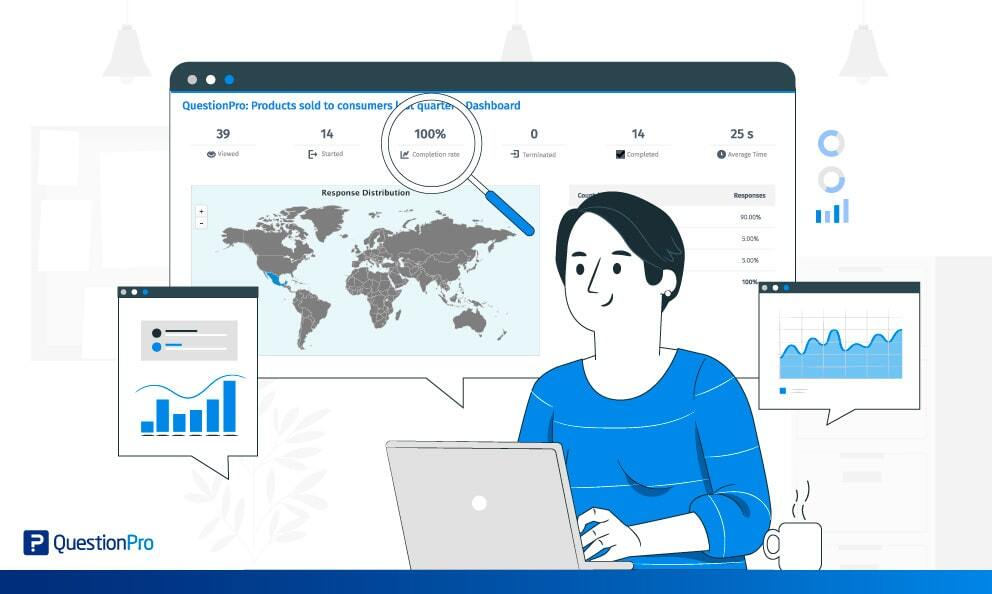 QuestionPro: Products sold to consumers last quarter - Dashboard
39 14 100% 0 14 25 s
Viewed Started Completion rate Terminated Completed Average Time
Response Distribution
Responses
+
-
90.00%
5.00%
5.00%
100%
QuestionPro